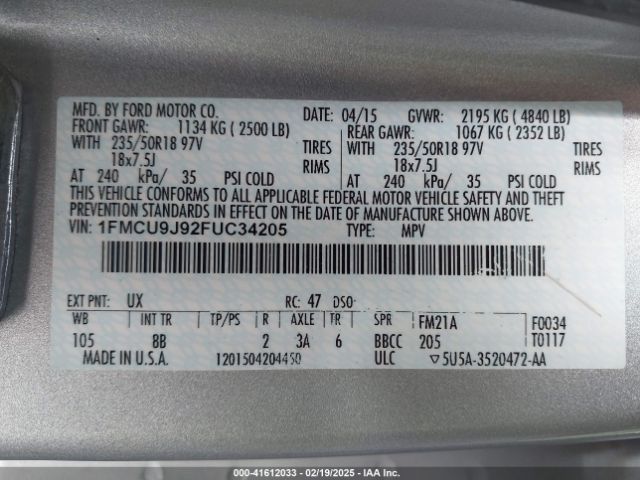 MFD. BY FORD MOTOR CO. DATE: 04/15 GVWR: 2195 KG ( 4840 LB)
FRONT GAWR: 1134 KG ( 2500 LB) REAR GAWR: 1067 KG ( 2352 LB)
WITH 235/50R18 97V TIRES WITH 235/50R18 97V TIRES
18x7.5J RIMS 18x7.5J RIMS
AT 240 kPa/ 35 PSI COLD AT 240 kPa/ 35 PSI COLD
THIS VEHICLE CONFORMS TO ALL APPLICABLE FEDERAL MOTOR VEHICLE SAFETY AND THEFT
PREVENTION STANDARDS IN EFFECT ON THE DATE OF MANUFACTURE SHOWN ABOVE.
VIN: 1FMCU9J92FUC34205 TYPE: MPV
EXT PNT: UX RC: 47 DSO:
WB INT TR TP/PS R AXLE TR SPR FM21A F0034
105 8B 2 3A 6 BBCC 205 T0117
MADE IN U.S.A. 1201504204450 ULC ▽5U5A-3520472-AA
000-41612033 - 02/19/2025 - IAA Inc.